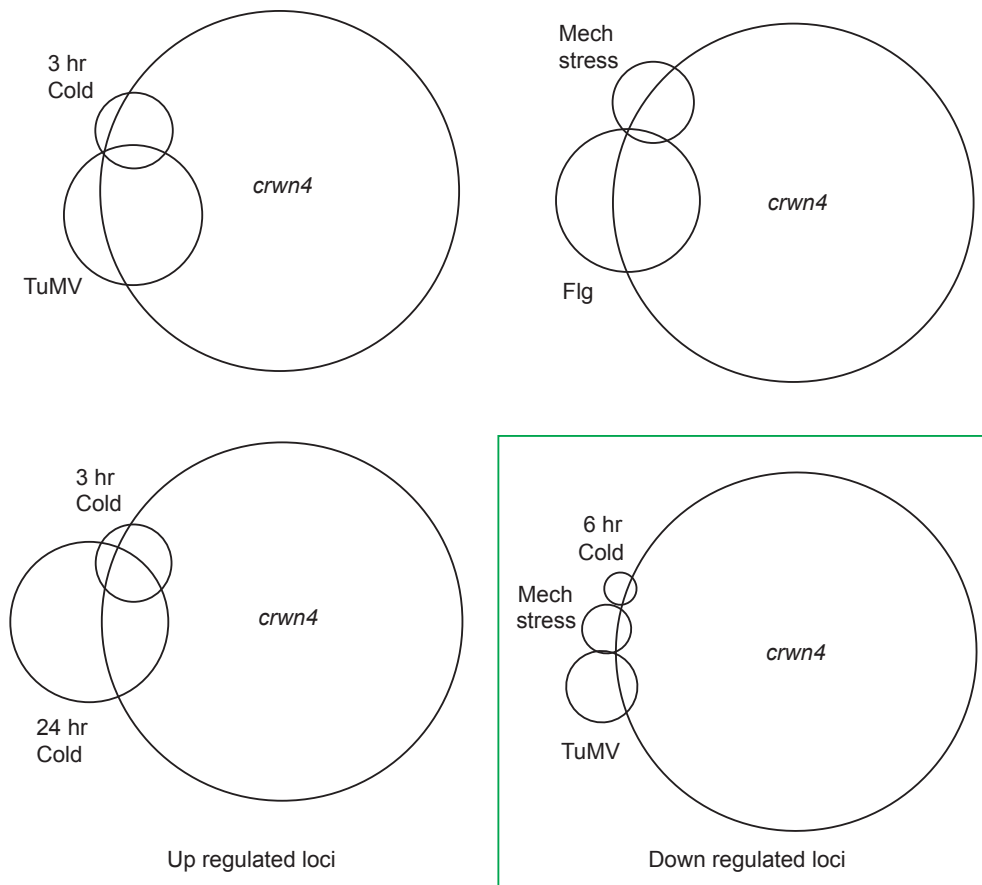 3 hr
Cold
crwn4
TuMV
Mech
stress
crwn4
Flg
3 hr
Cold
crwn4
24 hr
Cold
Up regulated loci
6 hr
Cold
Mech
stress
crwn4
TuMV
Down regulated loci